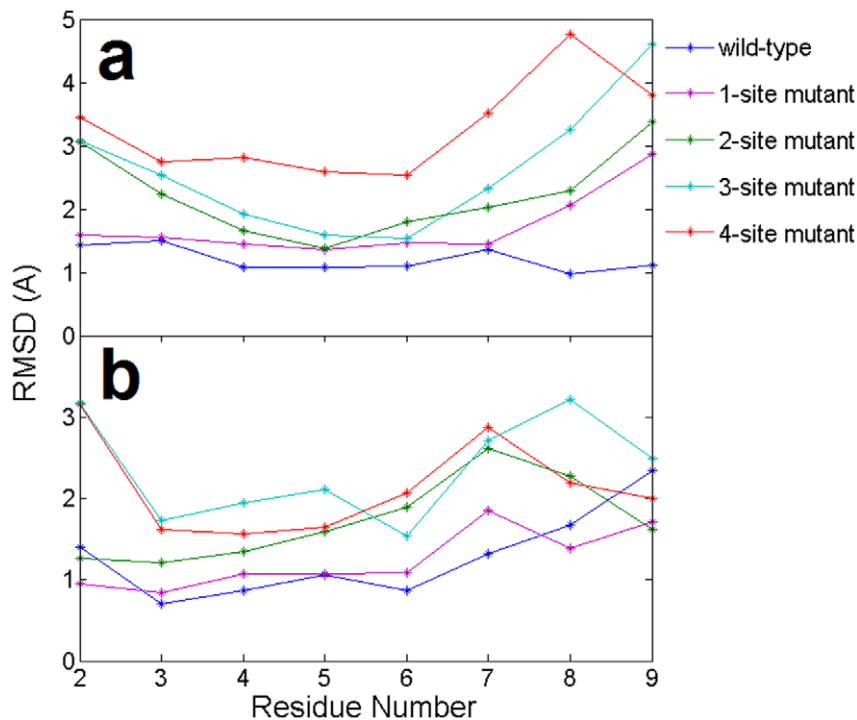 a
5
4
3
2
1
0
wild-type
1-site mutant
2-site mutant
3-site mutant
4-site mutant
RMSD (A)
b
3
2
1
0
2 3 4 5 6 7 8 9
Residue Number